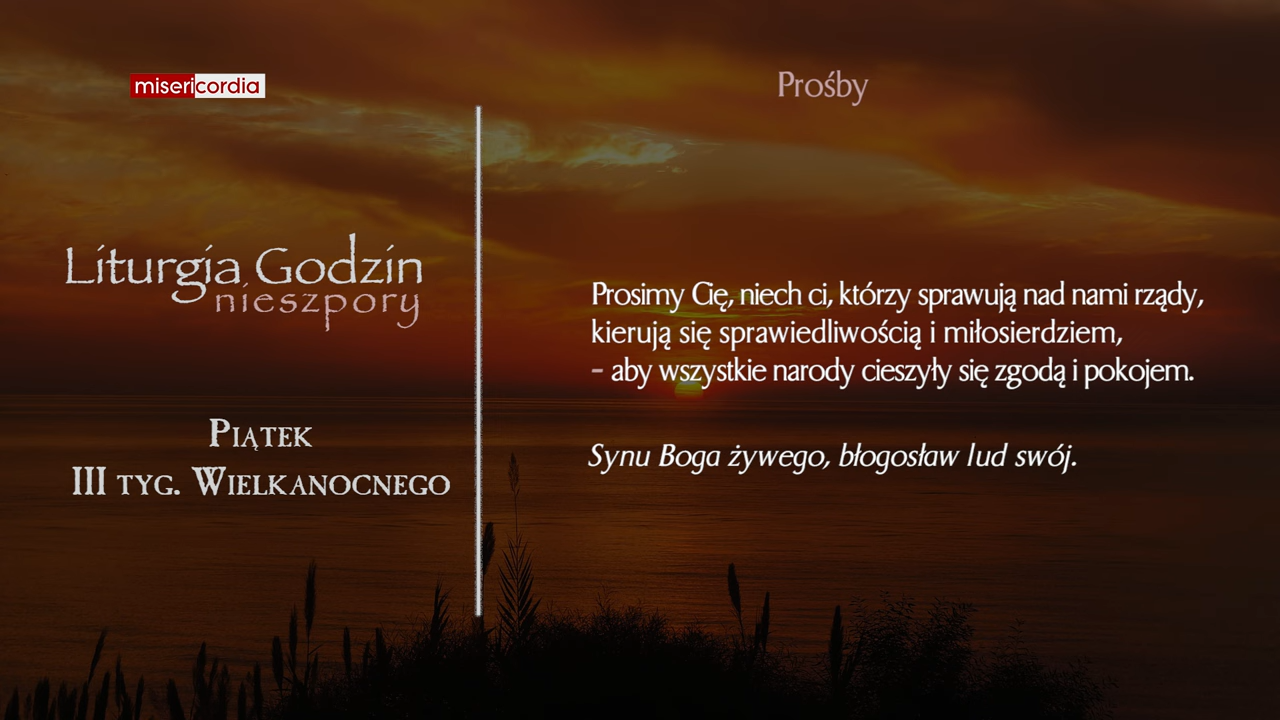 misericordia
Prośby
Liturgia Godzin
nieszpory
Piątek
III tyg. Wielkanocnego
Prosimy Cię, niech ci, którzy sprawują nad nami rządy,
kierują się sprawiedliwością i miłosierdziem,
- aby wszystkie narody cieszyły się zgodą i pokojem.
Synu Boga żywego, błogosław lud swój.